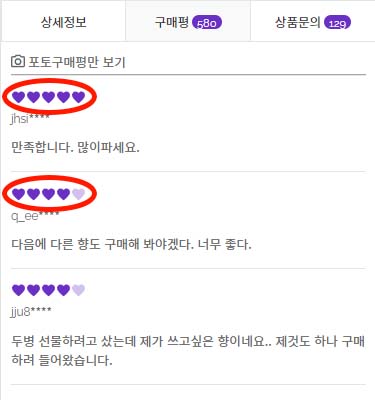 상세정보 구매평 580 상품문의 129
포토구매평만 보기
jhsi****
만족합니다. 많이파세요.
q_ee****
다음에 다른 향도 구매해 봐야겠다. 너무 좋다.
jju8****
두병 선물하려고 샀는데 제가 쓰고싶은 향이네요.. 제것도 하나 구매
하려 들어왔습니다.